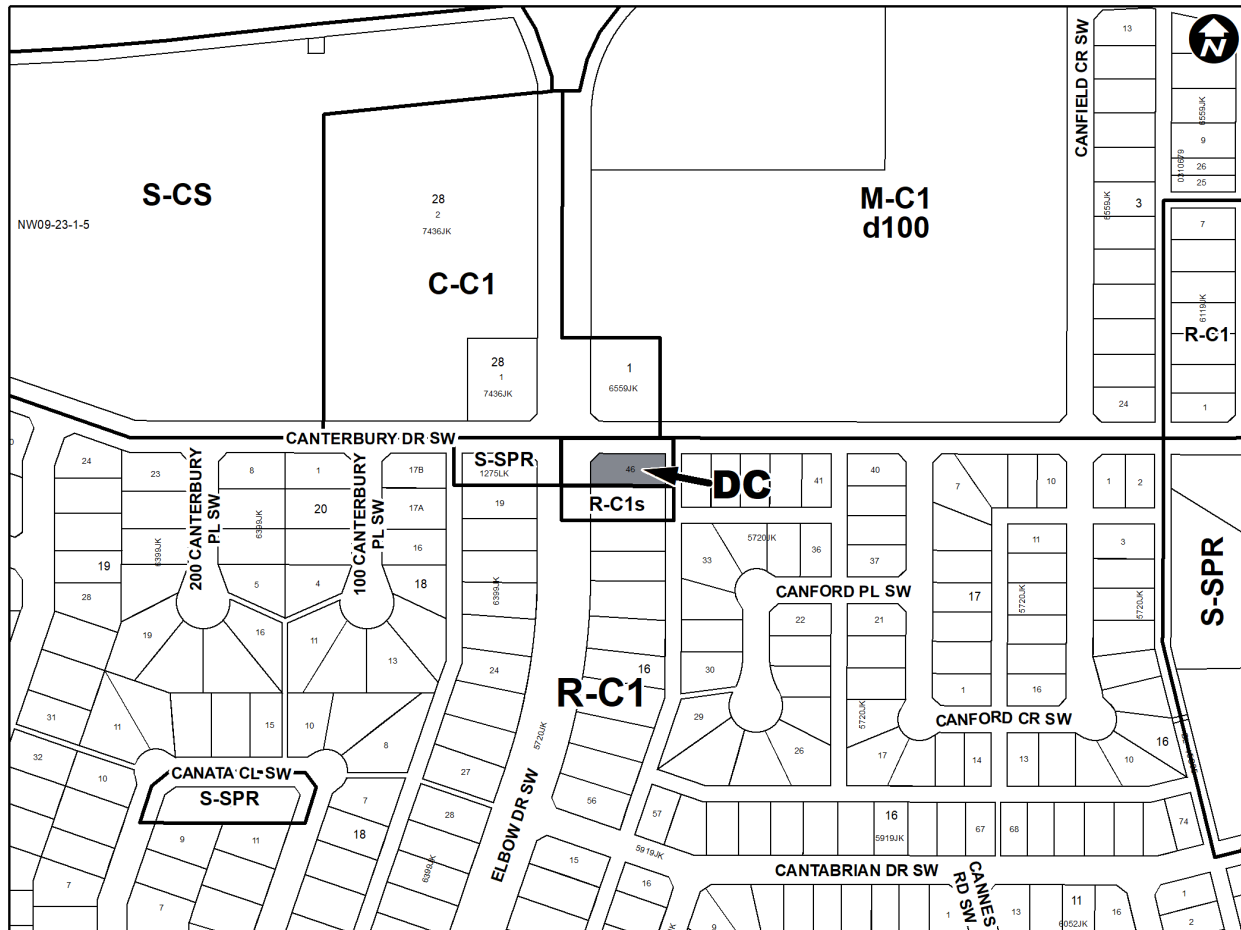 N
13
CANFIELD CR SW
6559JK
9
0310679
26
25
S-CS
NW09-23-1-5
28
2
7436JK
C-C1
M-C1
d100
6559JK
3
7
6119JK
R-C1
28
1
7436JK
1
6559JK
24
1
CANTERBURY DR SW
24
23
200 CANTERBURY
PL SW
8
1
100 CANTERBURY
PL SW
17B
S-SPR
1275LK
46
DC
41
40
7
10
1
2
6399JK
6399JK
20
17A
19
R-C1s
19
28
16
5
4
18
6399JK
33
5720JK
36
37
11
3
CANFORD PL SW
17
5720JK
5720JK
S-SPR
19
16
11
13
22
21
24
R-C1
16
30
1
16
31
11
15
10
8
29
26
5720JK
17
CANFORD CR SW
14
13
10
16
32
10
CANATA CL SW
S-SPR
27
5720JK
ELBOW DR SW
7
18
28
56
57
16
5919JK
67
68
74
9
11
6399JK
15
5919JK
16
CANTABRIAN DR SW
CANNES
RD SW
7
7
9
1
13
11
6052JK
16
1
2